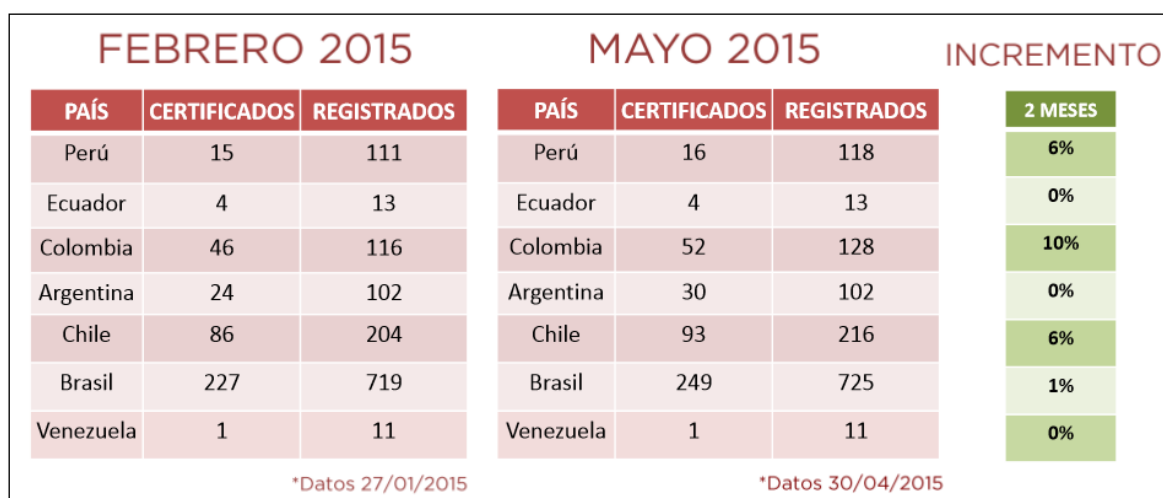 FEBRERO 2015 MAYO 2015 INCREMENTO
PAÍS CERTIFICADOS REGISTRADOS PAÍS CERTIFICADOS REGISTRADOS 2 MESES
Perú 15 111 Perú 16 118 6%
Ecuador 4 13 Ecuador 4 13 0%
Colombia 46 116 Colombia 52 128 10%
Argentina 24 102 Argentina 30 102 0%
Chile 86 204 Chile 93 216 6%
Brasil 227 719 Brasil 249 725 1%
Venezuela 1 11 Venezuela 1 11 0%
*Datos 27/01/2015 *Datos 30/04/2015